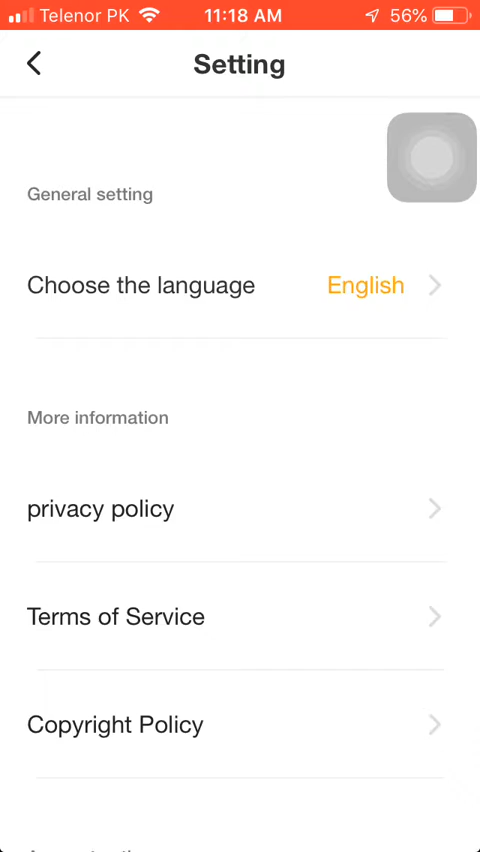 Telenor PK 11:18 AM 56%
Setting
General setting
Choose the language English
More information
privacy policy
Terms of Service
Copyright Policy